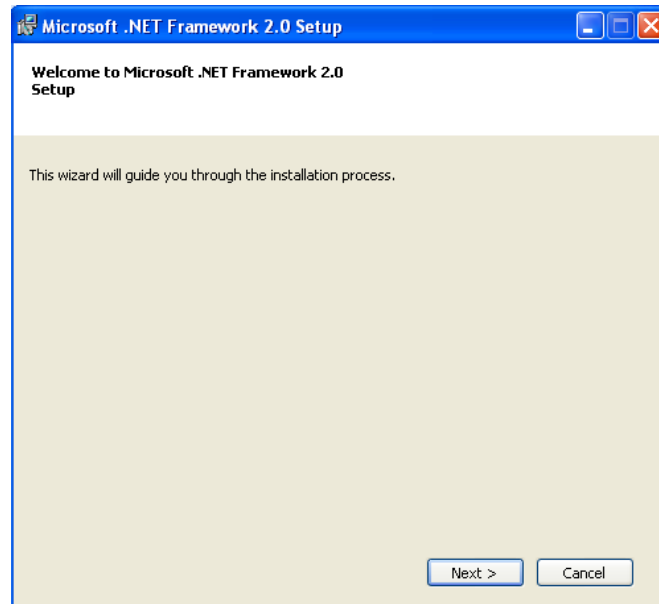 Microsoft .NET Framework 2.0 Setup
Welcome to Microsoft .NET Framework 2.0
Setup
This wizard will guide you through the installation process.
Next >
Cancel